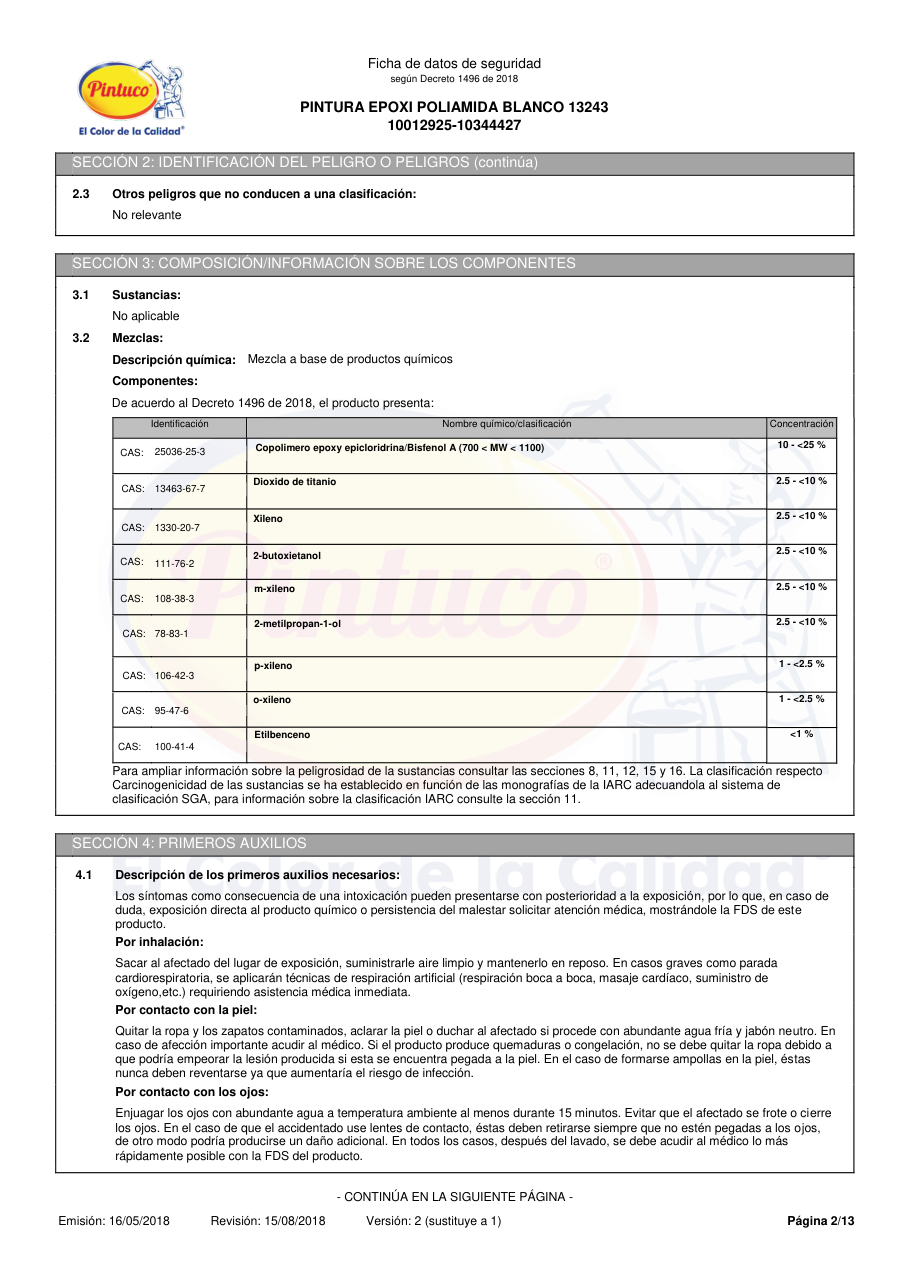 Pintuco®
El Color de la Calidad®
Ficha de datos de seguridad
según Decreto 1496 de 2018
PINTURA EPOXI POLIAMIDA BLANCO 13243
10012925-10344427
SECCIÓN 2: IDENTIFICACIÓN DEL PELIGRO O PELIGROS (continúa)
2.3 Otros peligros que no conducen a una clasificación:
No relevante
SECCIÓN 3: COMPOSICIÓN/INFORMACIÓN SOBRE LOS COMPONENTES
3.1 Sustancias:
No aplicable
3.2 Mezclas:
Descripción química: Mezcla a base de productos químicos
Componentes:
De acuerdo al Decreto 1496 de 2018, el producto presenta:
Identificación Nombre químico/clasificación Concentración
CAS: 25036-25-3 Copolimero epoxy epicloridrina/Bisfenol A (700 < MW < 1100) 10 - <25 %
CAS: 13463-67-7 Dioxido de titanio 2.5 - <10 %
CAS: 1330-20-7 Xileno 2.5 - <10 %
CAS: 111-76-2 2-butoxietanol 2.5 - <10 %
CAS: 108-38-3 m-xileno 2.5 - <10 %
CAS: 78-83-1 2-metilpropan-1-ol 2.5 - <10 %
CAS: 106-42-3 p-xileno 1 - <2.5 %
CAS: 95-47-6 o-xileno 1 - <2.5 %
CAS: 100-41-4 Etilbenceno <1 %
Pintuco®
Para ampliar información sobre la peligrosidad de la sustancias consultar las secciones 8, 11, 12, 15 y 16. La clasificación respecto
Carcinogenicidad de las sustancias se ha establecido en función de las monografías de la IARC adecuandola al sistema de
clasificación SGA, para información sobre la clasificación IARC consulte la sección 11.
SECCIÓN 4: PRIMEROS AUXILIOS
El Color de la Calidad®
4.1 Descripción de los primeros auxilios necesarios:
Los síntomas como consecuencia de una intoxicación pueden presentarse con posterioridad a la exposición, por lo que, en caso de
duda, exposición directa al producto químico o persistencia del malestar solicitar atención médica, mostrándole la FDS de este
producto.
Por inhalación:
Sacar al afectado del lugar de exposición, suministrarle aire limpio y mantenerlo en reposo. En casos graves como parada
cardiorespiratoria, se aplicarán técnicas de respiración artificial (respiración boca a boca, masaje cardíaco, suministro de
oxígeno,etc.) requiriendo asistencia médica inmediata.
Por contacto con la piel:
Quitar la ropa y los zapatos contaminados, aclarar la piel o duchar al afectado si procede con abundante agua fría y jabón neutro. En
caso de afección importante acudir al médico. Si el producto produce quemaduras o congelación, no se debe quitar la ropa debido a
que podría empeorar la lesión producida si esta se encuentra pegada a la piel. En el caso de formarse ampollas en la piel, éstas
nunca deben reventarse ya que aumentaría el riesgo de infección.
Por contacto con los ojos:
Enjuagar los ojos con abundante agua a temperatura ambiente al menos durante 15 minutos. Evitar que el afectado se frote o cierre
los ojos. En el caso de que el accidentado use lentes de contacto, éstas deben retirarse siempre que no estén pegadas a los ojos,
de otro modo podría producirse un daño adicional. En todos los casos, después del lavado, se debe acudir al médico lo más
rápidamente posible con la FDS del producto.
- CONTINÚA EN LA SIGUIENTE PÁGINA -
Emisión: 16/05/2018 Revisión: 15/08/2018 Versión: 2 (sustituye a 1) Página 2/13